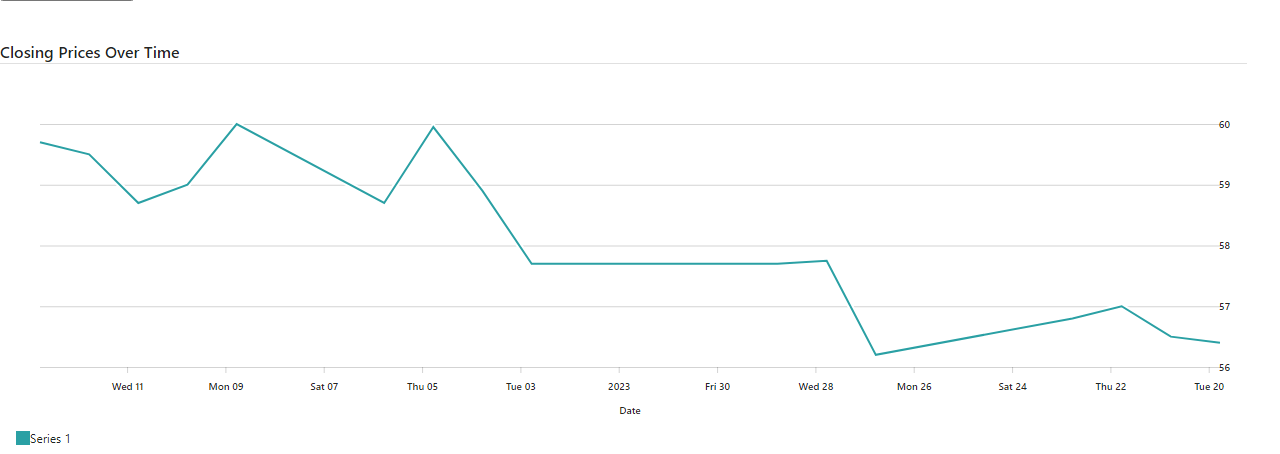 Closing Prices Over Time
60
59
58
57
56
Wed 11 Mon 09 Sat 07 Thu 05 Tue 03 2023 Fri 30 Wed 28 Mon 26 Sat 24 Thu 22 Tue 20
Date
Series 1